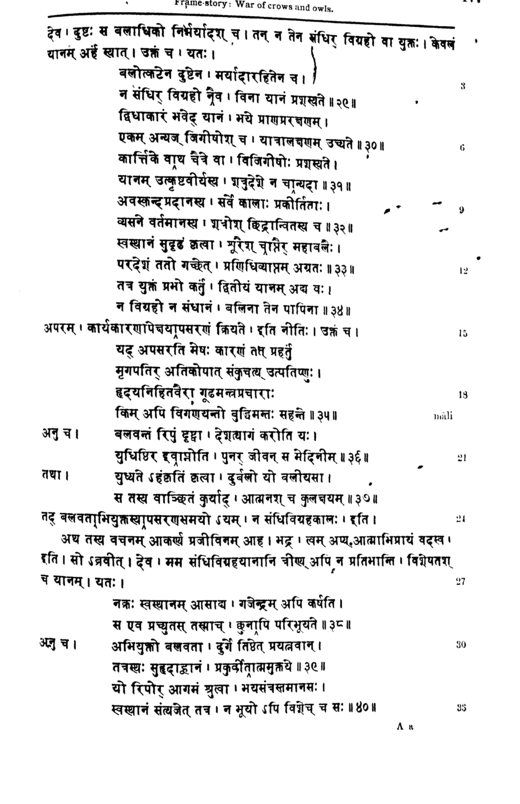 Frame-story: War of crows and owls.
देव । दुष्टः स बलाधिको निर्मर्यादश् च । तन् न तेन संधिर् विग्रहो वा युक्तः । केवलं
यानम् अर्हं स्यात् । उक्तं च । यतः ।
बलोत्कटेन दुष्टेन । मर्यादारहितेन च ।
3
न संधिर् विग्रहो नैव । विना यानं प्रशस्यते ॥२९॥
द्विधाकारं भवेद् यानं । भये प्राणप्ररक्षणम् ।
एकम् अन्यज् जिगीषोश् च । यात्रालक्षणम् उच्यते ॥३०॥
6
कार्त्तिके वाथ चैत्रे वा । विजिगीषोः प्रशस्यते ।
यानम् उत्कृष्टवीर्यस्य । शत्रुदेशे न चान्यदा ॥३१॥
अवस्कन्दप्रदानस्य । सर्वे कालाः प्रकीर्तिताः ।
9
व्यसने वर्तमानस्य । शत्रोश् छिद्रान्वितस्य च ॥३२॥
स्वस्थानं सुदृढं कृत्वा । शूरैश् चाप्तैर् महाबलैः ।
परदेशं ततो गच्छेत् । प्रणिधिव्याप्तम् अग्रतः ॥३३॥
12
तत्र युक्तं प्रभो कर्तुं । द्वितीयं यानम् अद्य वः ।
न विग्रहो न संधानं । बलिना तेन पापिना ॥३४॥
अपरम् । कार्यकारणापेक्षयापसरणं क्रियते । इति नीतिः । उक्तं च ।
15
यद् अपसरति मेषः कारणं तत् प्रहर्तुं
मृगपतिर् अतिकोपात् संकुचत्य् उत्पतिष्णुः ।
हृदयनिहितवैरा गूढमन्त्रप्रचाराः
18
किम् अपि विगणयन्तो बुद्धिमन्तः सहन्ते ॥३५॥
māli
अन्यच् च । बलवन्तं रिपुं दृष्ट्वा । देशत्यागं करोति यः ।
युधिष्ठिर इवाप्नोति । पुनर् जीवन् स मेदिनीम् ॥३६॥
21
तथा । युध्यते ऽहंकृतिं कृत्वा । दुर्बलो यो बलीयसा ।
स तस्य वाञ्छितं कुर्याद् । आत्मनश् च कुलक्षयम् ॥३७॥
तद् बलवताभियुक्तस्यापसरणसमयो ऽयम् । न संधिविग्रहकालः । इति ।
24
अथ तस्य वचनम् आकर्ण्य प्रजीविनम् आह । भद्र । त्वम् अप्य् आत्माभिप्रायं वदस्व ।
इति । सो ऽब्रवीत् । देव । मम संधिविग्रहयानानि त्रीण्य् अपि न प्रतिभान्ति । विशेषतश्
च यानम् । यतः ।
27
नक्रः स्वस्थानम् आसाद्य । गजेन्द्रम् अपि कर्षति ।
स एव प्रच्युतस् तस्माच् । छुनापि परिभूयते ॥३८॥
अन्यच् च । अभियुक्तो बलवता । दुर्गे तिष्ठेत् प्रयत्नवान् ।
30
तत्रस्थः सुहृदाह्वानं । प्रकुर्वीतात्ममुक्तये ॥३९॥
यो रिपोर् आगमं श्रुत्वा । भयसंत्रस्तमानसः ।
स्वस्थानं संत्यजेत् तत्र । न भूयो ऽपि विशेच् च सः ॥४०॥
33